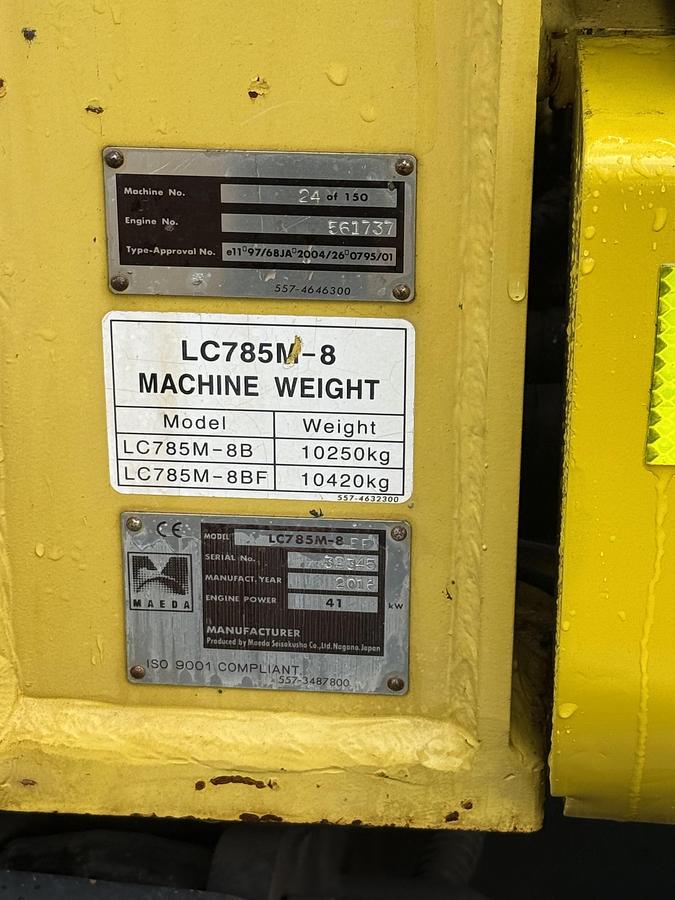 Machine No. 24 of 150
Engine No. 561737
Type-Approval No. e11*97/68JA*2004/26*0795/01
557-4646300
LC785M-8
MACHINE WEIGHT
Model Weight
LC785M-8B 10250kg
LC785M-8BF 10420kg
557-4632300
CE
MODEL LC785M-8
SERIAL No.
MANUFACT. YEAR 2016
ENGINE POWER 41 kW
MAEDA
MANUFACTURER
Produced by Maeda Seisakusho Co.,Ltd. Nagano. Japan
ISO 9001 COMPLIANT
557-3487800